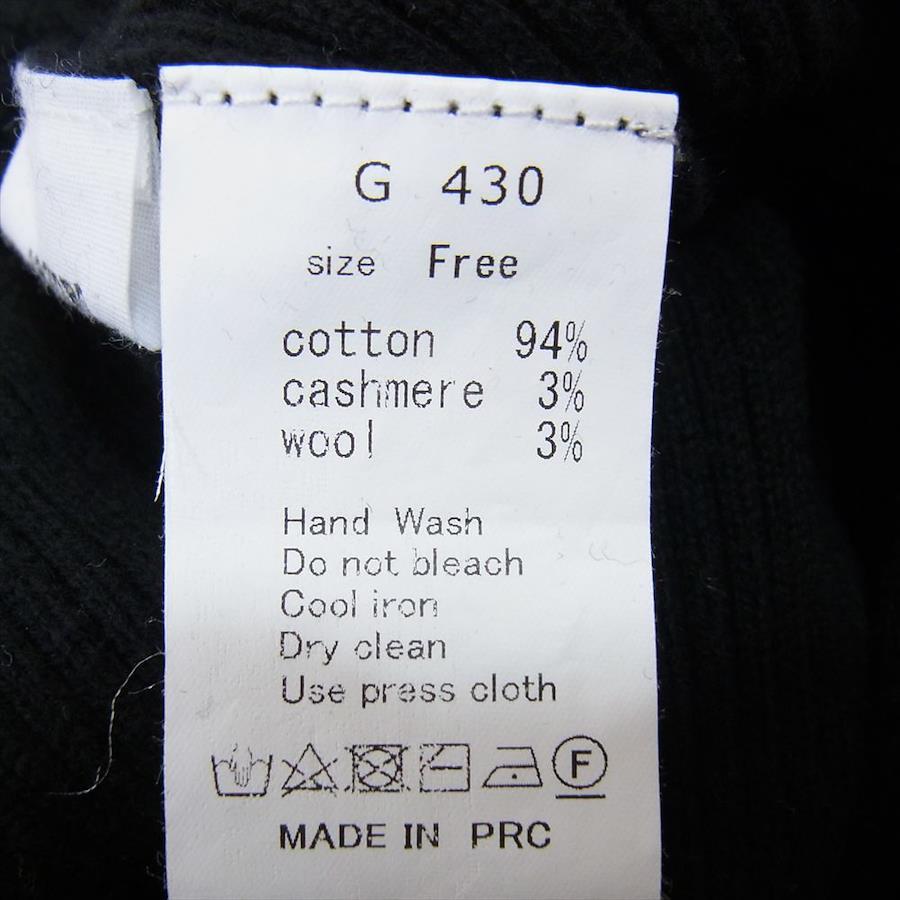 G 430
size Free
cotton 94%
cashmere 3%
wool 3%
Hand Wash
Do not bleach
Cool iron
Dry clean
Use press cloth
F
MADE IN PRC